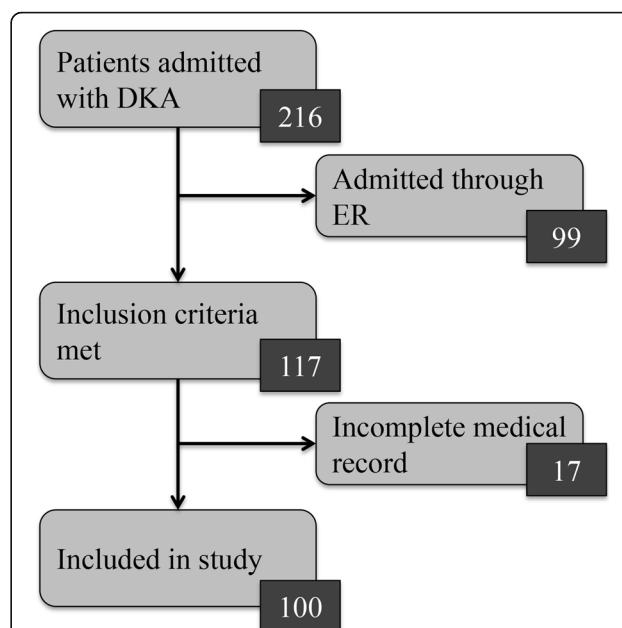 Patients admitted
with DKA
216
Admitted through
ER
99
Inclusion criteria
met
117
Incomplete medical
record
17
Included in study
100